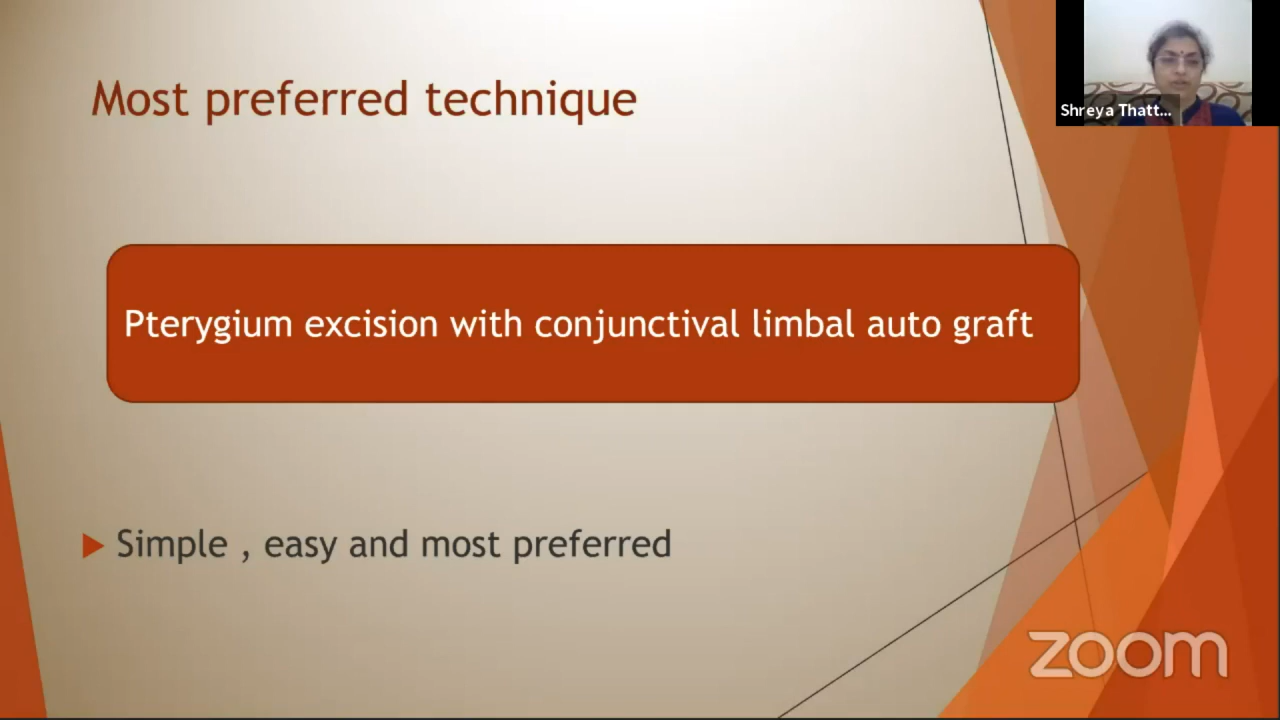 Most preferred technique
Shreya Thatt...
Pterygium excision with conjunctival limbal auto graft
Simple , easy and most preferred
zoom